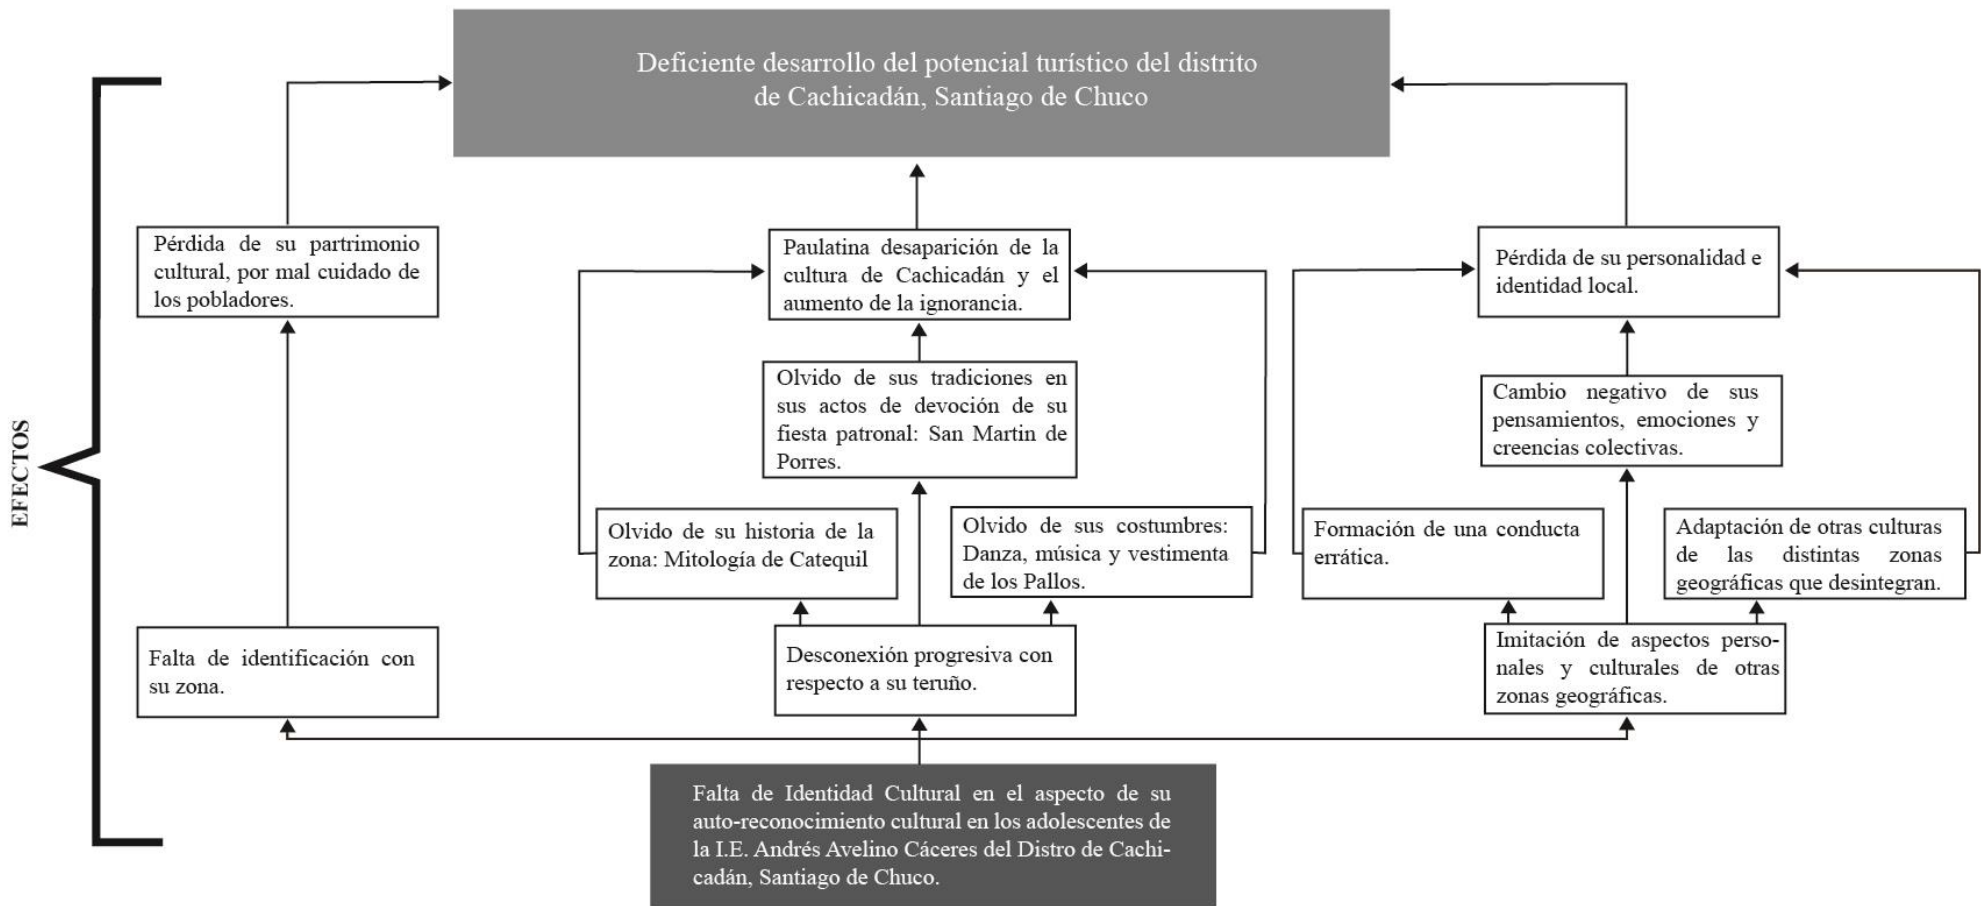 Deficiente desarrollo del potencial turístico del distrito
de Cachicadán, Santiago de Chuco
EFECTOS
Pérdida de su partrimonio
cultural, por mal cuidado de
los pobladores.
Paulatina desaparición de la
cultura de Cachicadán y el
aumento de la ignorancia.
Pérdida de su personalidad e
identidad local.
Olvido de sus tradiciones en
sus actos de devoción de su
fiesta patronal: San Martin de
Porres.
Cambio negativo de sus
pensamientos, emociones y
creencias colectivas.
Olvido de su historia de la
zona: Mitología de Catequil
Olvido de sus costumbres:
Danza, música y vestimenta
de los Pallos.
Formación de una conducta
errática.
Adaptación de otras culturas
de las distintas zonas
geográficas que desintegran.
Falta de identificación con
su zona.
Desconexión progresiva con
respecto a su teruño.
Imitación de aspectos perso-
nales y culturales de otras
zonas geográficas.
Falta de Identidad Cultural en el aspecto de su
auto-reconocimiento cultural en los adolescentes de
la I.E. Andrés Avelino Cáceres del Distro de Cachi-
cadán, Santiago de Chuco.